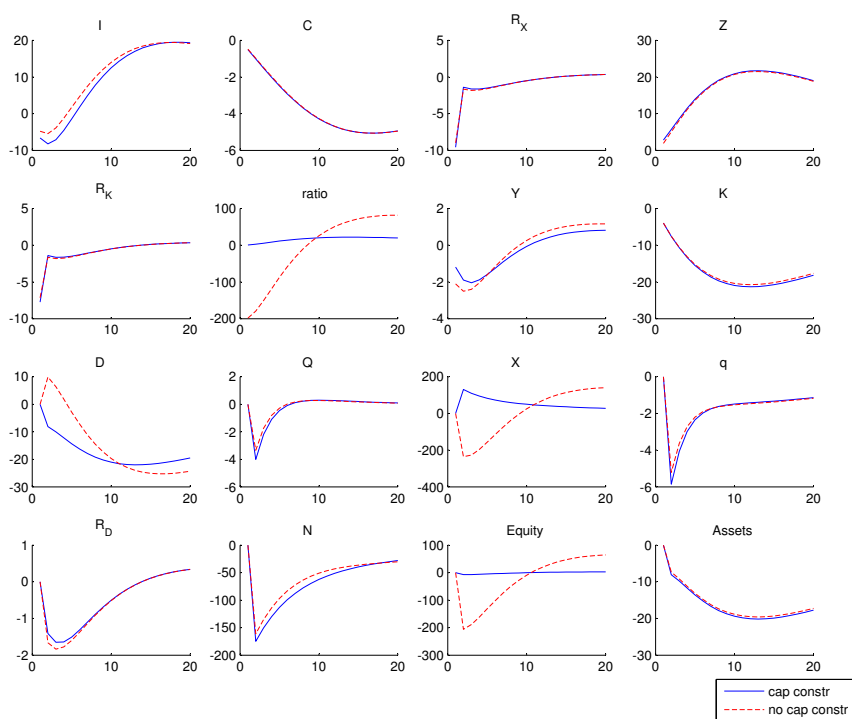 I
20
10
0
-10
0 10 20
C
0
-2
-4
-6
0 10 20
R_X
5
0
-5
-10
0 10 20
Z
30
20
10
0
0 10 20
R_K
5
0
-5
-10
0 10 20
ratio
100
0
-100
-200
0 10 20
Y
2
0
-2
-4
0 10 20
K
0
-10
-20
-30
0 10 20
D
10
0
-10
-20
-30
0 10 20
Q
2
0
-2
-4
-6
0 10 20
X
200
0
-200
-400
0 10 20
q
0
-2
-4
-6
0 10 20
R_D
1
0
-1
-2
0 10 20
N
0
-50
-100
-150
-200
0 10 20
Equity
100
0
-100
-200
-300
0 10 20
Assets
0
-10
-20
-30
0 10 20
cap constr
no cap constr